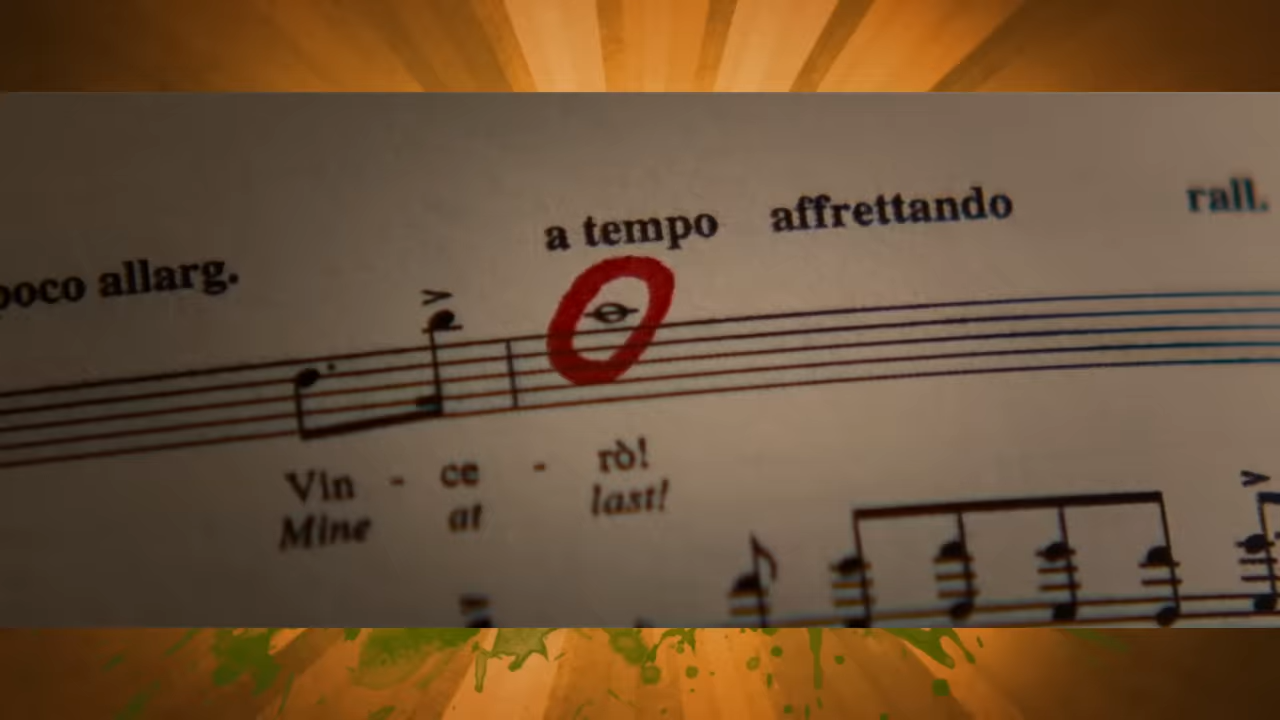 rall.
a tempo affrettando
poco allarg.
Vin - ce - rò!
Mine at last!